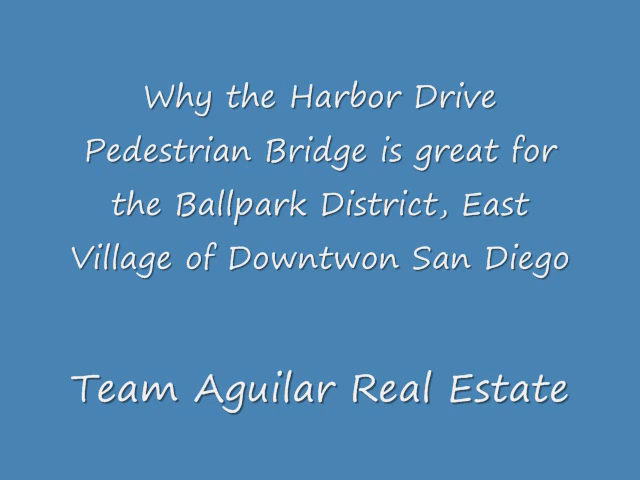 Why the Harbor Drive
Pedestrian Bridge is great for
the Ballpark District, East
Village of Downtwon San Diego
Team Aguilar Real Estate